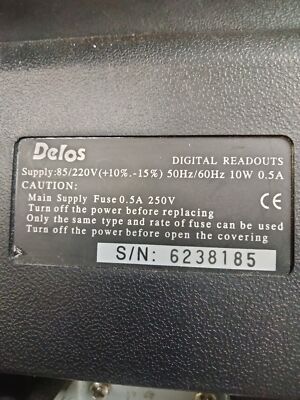 Delos
DIGITAL READOUTS
Supply:85/220V(+10%.-15%) 50Hz/60Hz 10W 0.5A
CAUTION:
Main Supply Fuse 0.5A 250V
CE
Turn off the power before replacing
Only the same type and rate of fuse can be used
Turn off the power before open the covering
S/N: 6238185